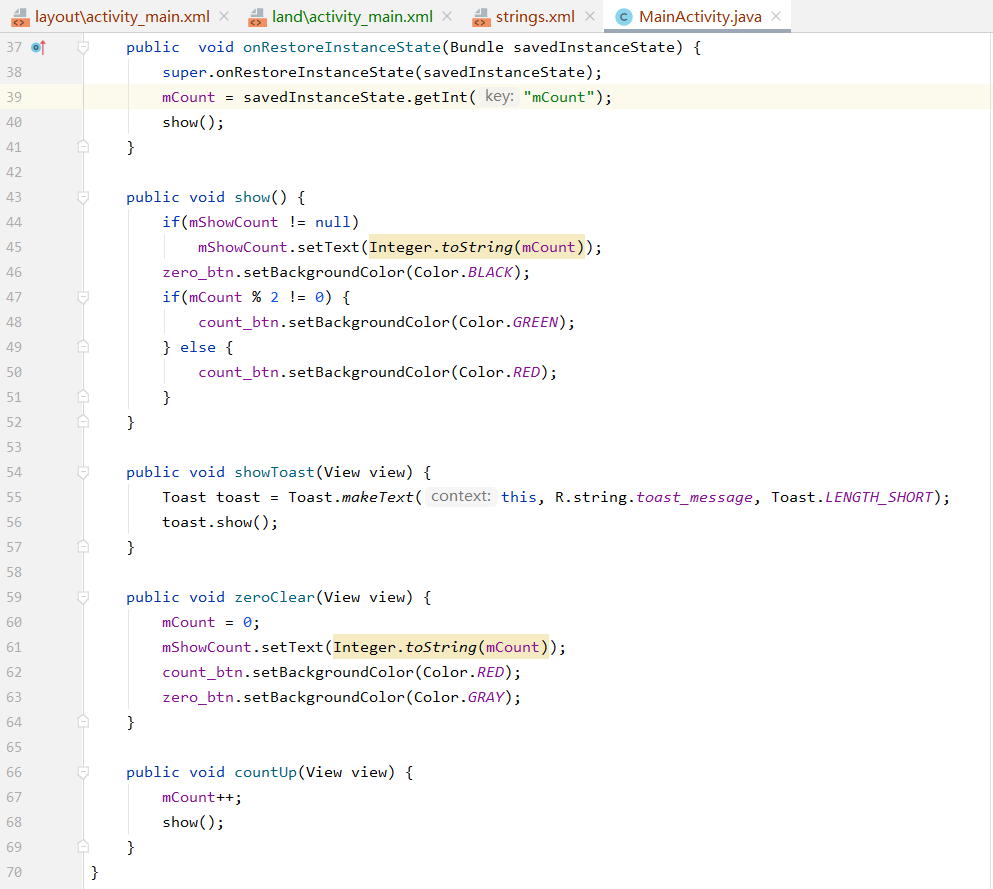 layout\activity_main.xml × land\activity_main.xml × strings.xml × C MainActivity.java ×
37 public  void onRestoreInstanceState(Bundle savedInstanceState) {
38 super.onRestoreInstanceState(savedInstanceState);
39 mCount = savedInstanceState.getInt( key: "mCount");
40 show();
41 }
42
43 public void show() {
44 if(mShowCount != null)
45 mShowCount.setText(Integer.toString(mCount));
46 zero_btn.setBackgroundColor(Color.BLACK);
47 if(mCount % 2 != 0) {
48 count_btn.setBackgroundColor(Color.GREEN);
49 } else {
50 count_btn.setBackgroundColor(Color.RED);
51 }
52 }
53
54 public void showToast(View view) {
55 Toast toast = Toast.makeText( context: this, R.string.toast_message, Toast.LENGTH_SHORT);
56 toast.show();
57 }
58
59 public void zeroClear(View view) {
60 mCount = 0;
61 mShowCount.setText(Integer.toString(mCount));
62 count_btn.setBackgroundColor(Color.RED);
63 zero_btn.setBackgroundColor(Color.GRAY);
64 }
65
66 public void countUp(View view) {
67 mCount++;
68 show();
69 }
70 }